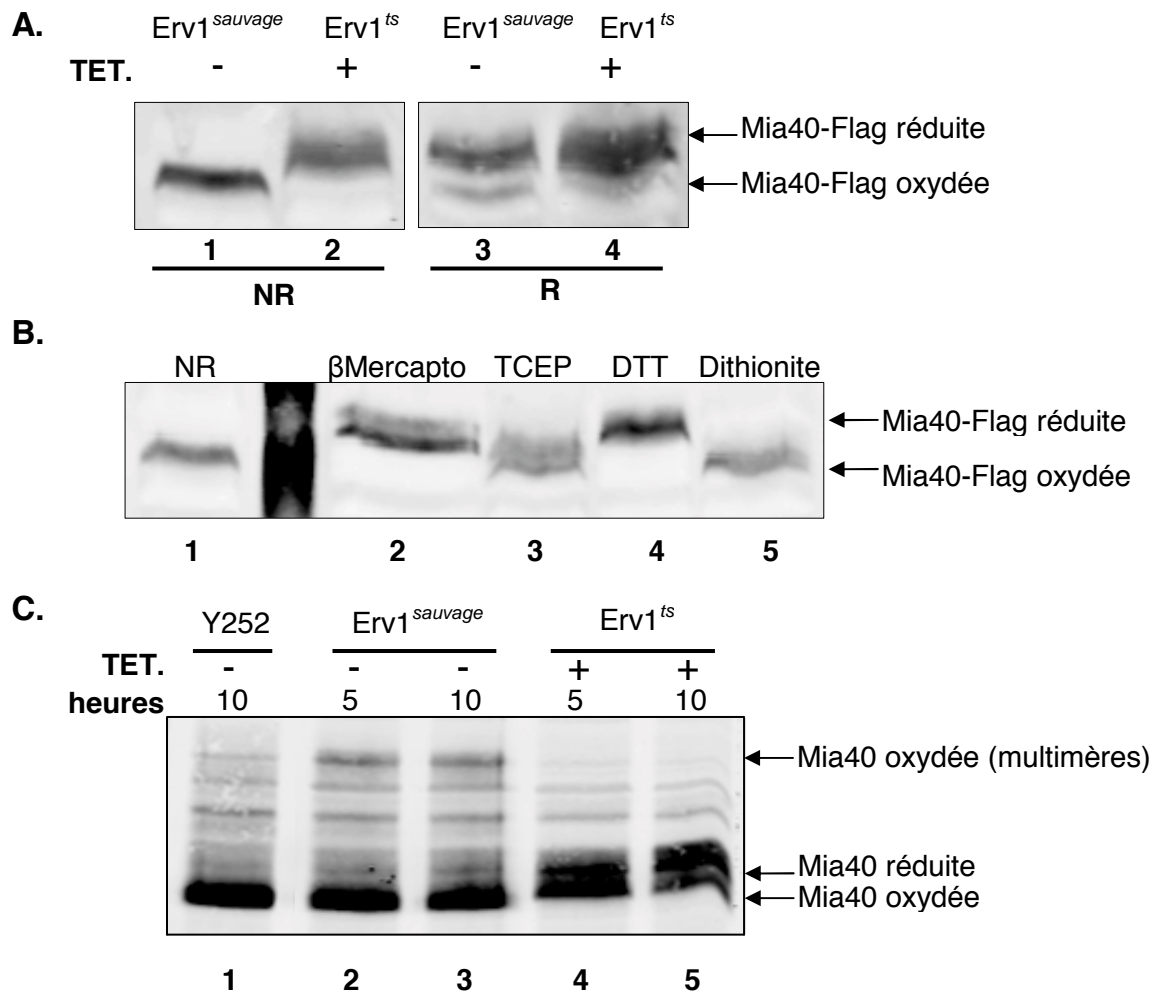 A.
Erv1sauvage Erv1ts Erv1sauvage Erv1ts
TET. - + - +
Mia40-Flag réduite
Mia40-Flag oxydée
1 2 3 4
NR R
B.
NR βMercapto TCEP DTT Dithionite
Mia40-Flag réduite
Mia40-Flag oxydée
1 2 3 4 5
C.
Y252 Erv1sauvage Erv1ts
TET. - - - + +
heures 10 5 10 5 10
Mia40 oxydée (multimères)
Mia40 réduite
Mia40 oxydée
1 2 3 4 5